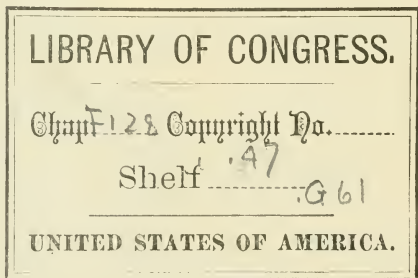 LIBRARY OF CONGRESS.
Chap. F128 Copyright No.
Shelf .47
.G61
UNITED STATES OF AMERICA.